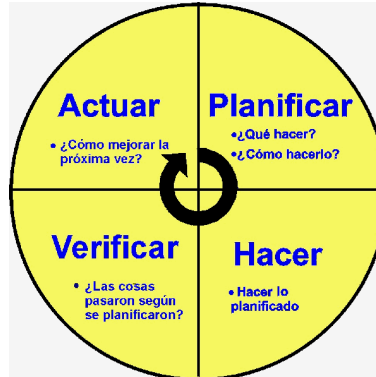 Actuar
• ¿Cómo mejorar la
próxima vez?
Planificar
• ¿Qué hacer?
• ¿Cómo hacerlo?
Verificar
• ¿Las cosas
pasaron según
se planificaron?
Hacer
• Hacer lo
planificado